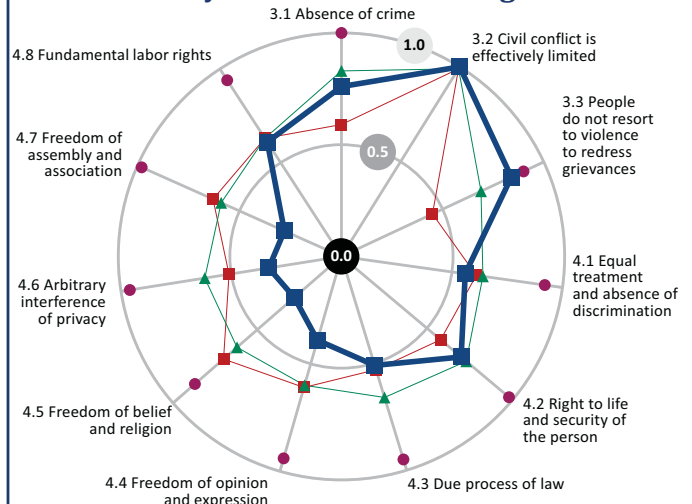 3.1 Absence of crime
1.0
3.2 Civil conflict is
effectively limited
4.8 Fundamental labor rights
3.3 People
do not resort
to violence
to redress
grievances
4.7 Freedom of
assembly and
association
0.5
0.0
4.1 Equal
treatment
and absence of
discrimination
4.6 Arbitrary
interference
of privacy
4.2 Right to life
and security of
the person
4.5 Freedom of belief
and religion
4.3 Due process of law
4.4 Freedom of opinion
and expression